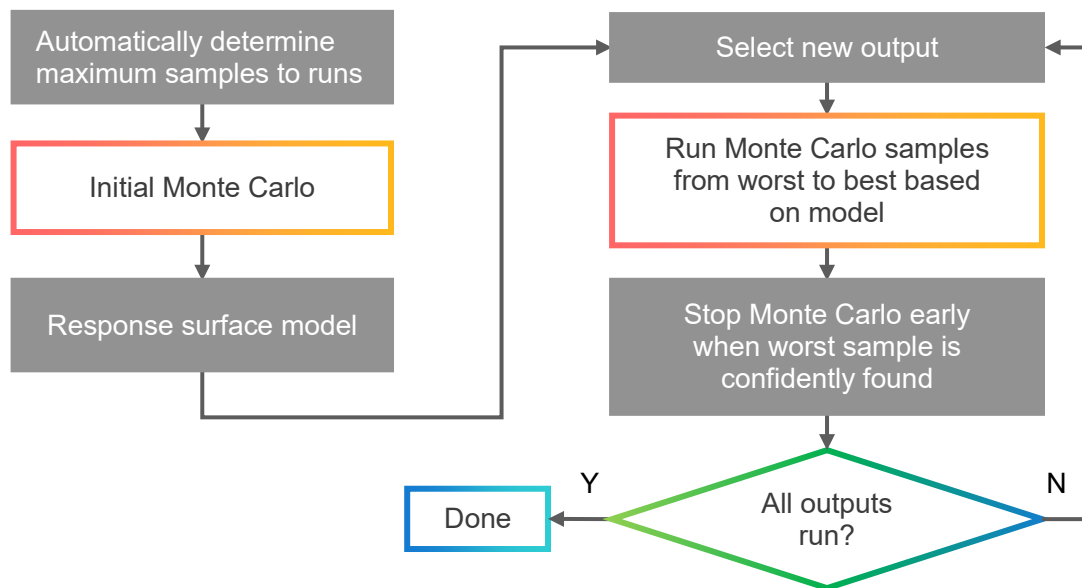 Automatically determine
maximum samples to runs
Initial Monte Carlo
Response surface model
Select new output
Run Monte Carlo samples
from worst to best based
on model
Stop Monte Carlo early
when worst sample is
confidently found
All outputs
run?
Y
N
Done